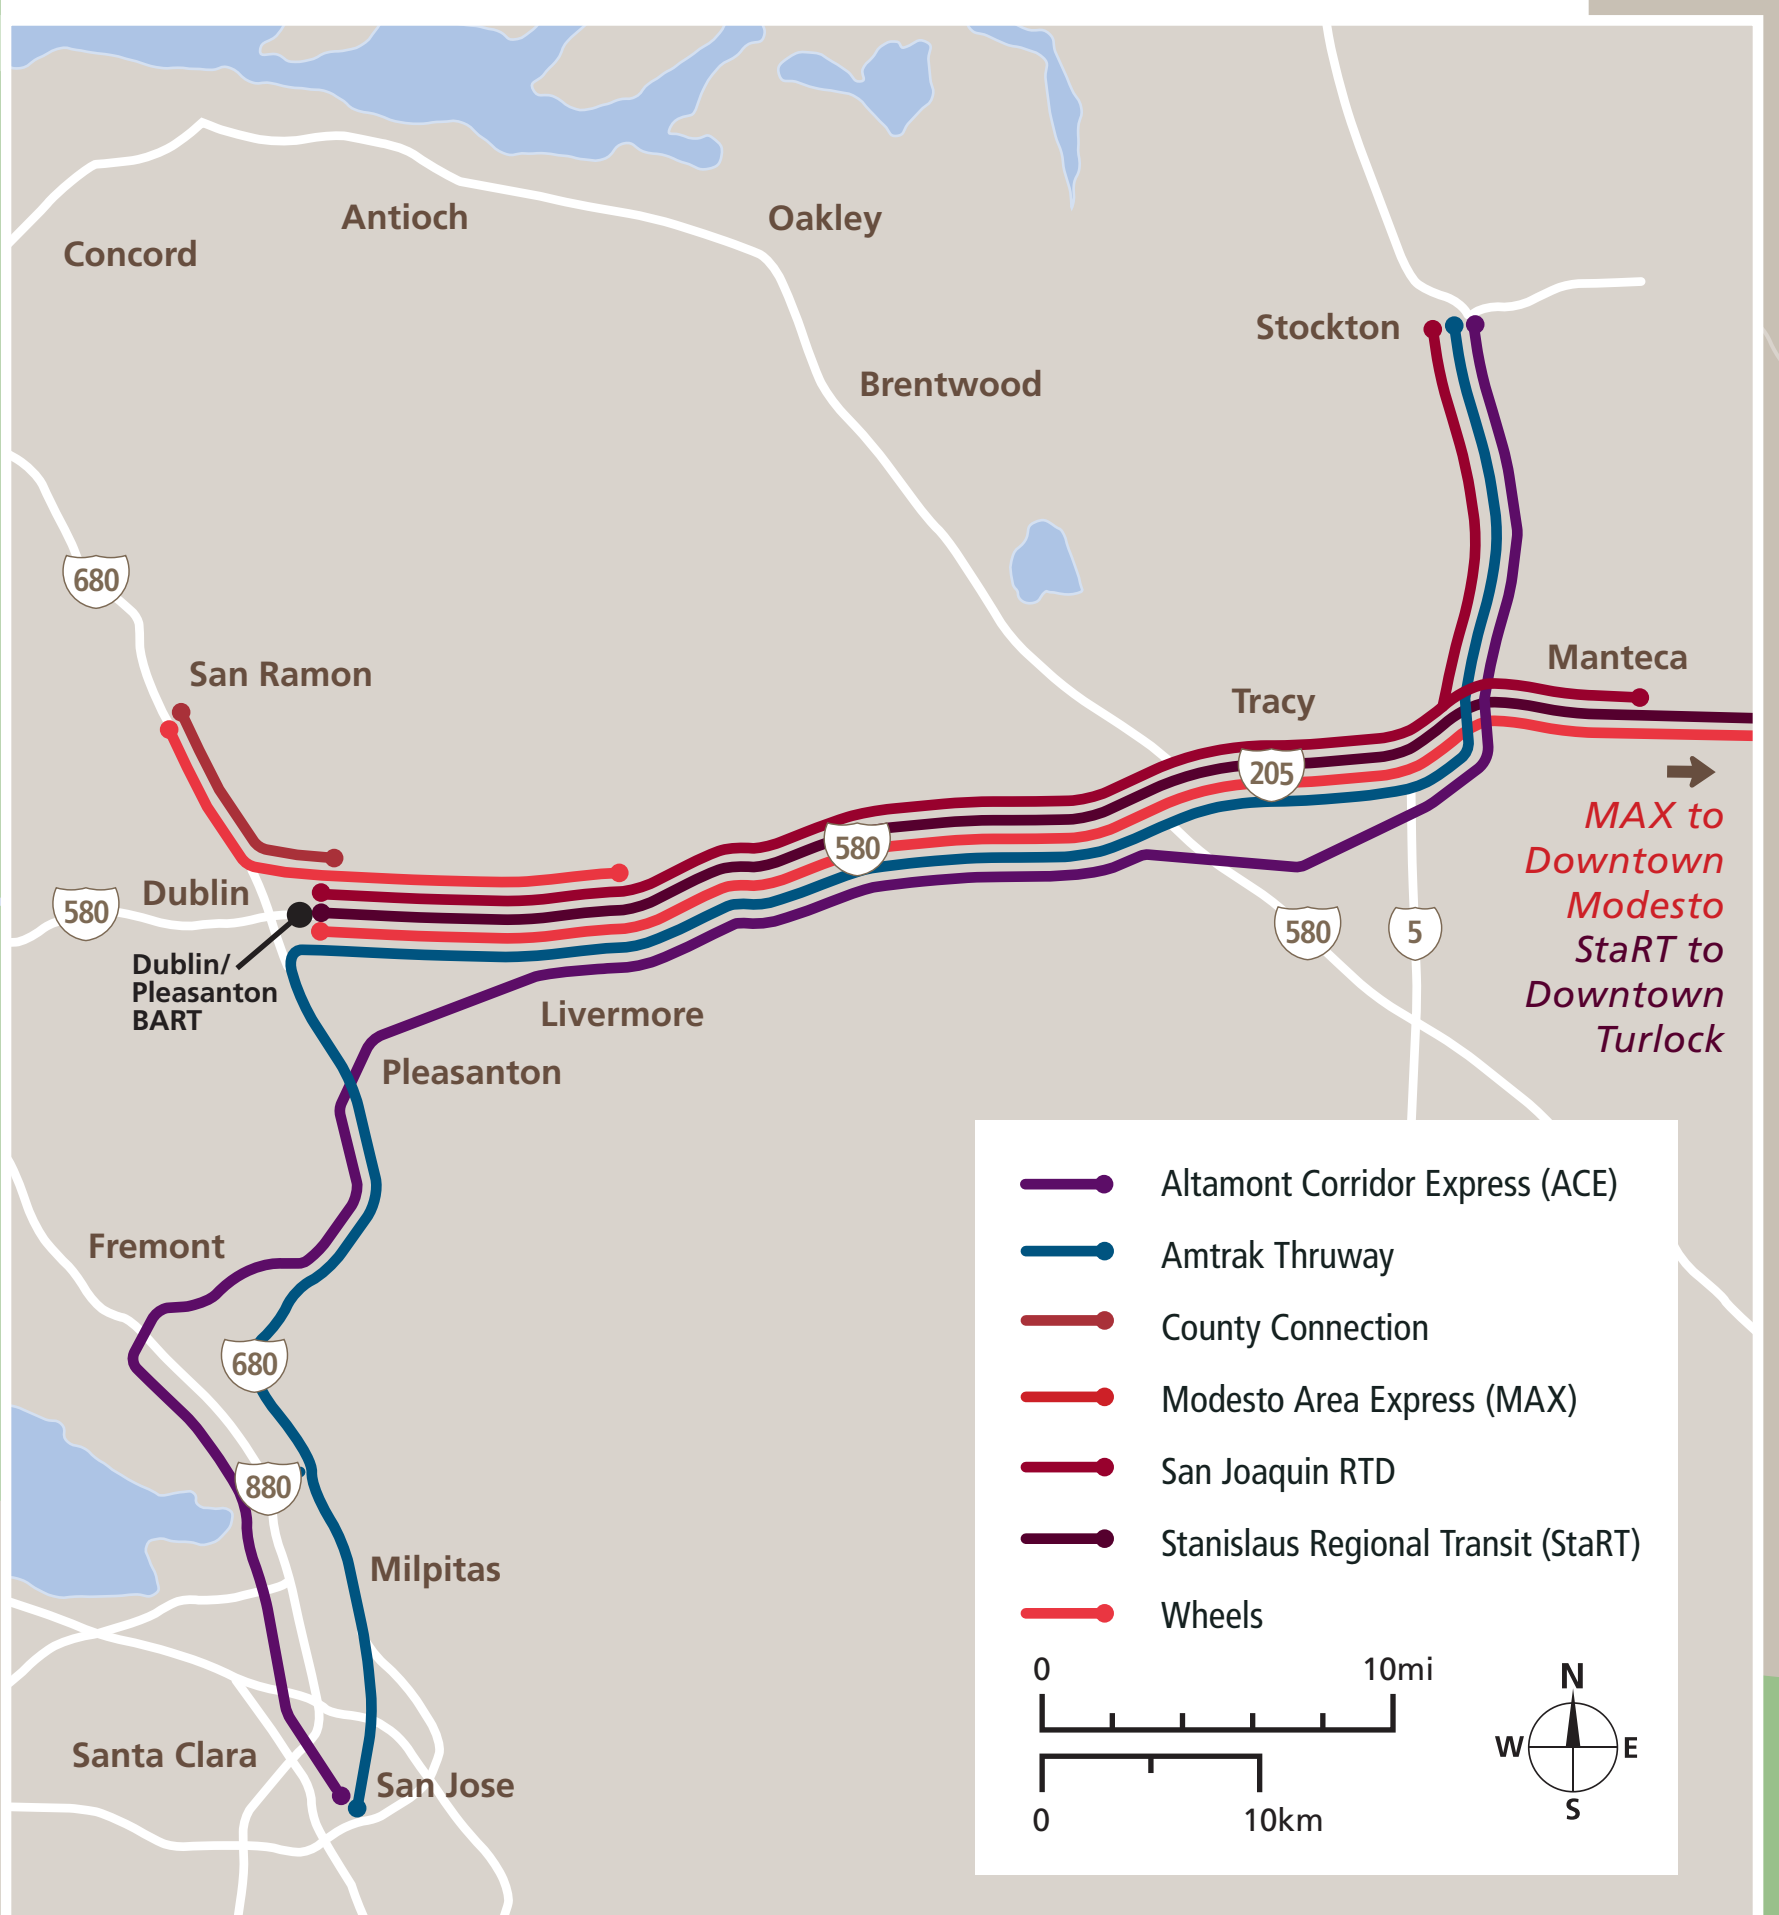 Antioch
Oakley
Concord
Stockton
Brentwood
680
San Ramon
Manteca
Tracy
205
MAX to
Downtown
Modesto
StaRT to
Downtown
Turlock
580
Dublin
580
580
5
Dublin/
Pleasanton
BART
Livermore
Pleasanton
Fremont
680
880
Milpitas
Santa Clara
San Jose
Altamont Corridor Express (ACE)
Amtrak Thruway
County Connection
Modesto Area Express (MAX)
San Joaquin RTD
Stanislaus Regional Transit (StaRT)
Wheels
0 10mi
0 10km
N
W E
S